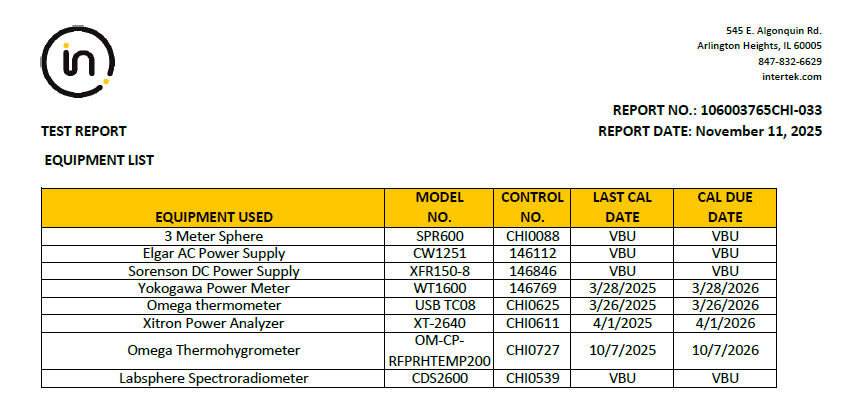 in
545 E. Algonquin Rd.
Arlington Heights, IL 60005
847-832-6629
intertek.com
REPORT NO.: 106003765CHI-033
TEST REPORT REPORT DATE: November 11, 2025
EQUIPMENT LIST
EQUIPMENT USED MODEL NO. CONTROL NO. LAST CAL DATE CAL DUE DATE
3 Meter Sphere SPR600 CHI0088 VBU VBU
Elgar AC Power Supply CW1251 146112 VBU VBU
Sorenson DC Power Supply XFR150-8 146846 VBU VBU
Yokogawa Power Meter WT1600 146769 3/28/2025 3/28/2026
Omega thermometer USB TC08 CHI0625 3/26/2025 3/26/2026
Xitron Power Analyzer XT-2640 CHI0611 4/1/2025 4/1/2026
Omega Thermohygrometer OM-CP-RFPRHTEMP200 CHI0727 10/7/2025 10/7/2026
Labsphere Spectroradiometer CDS2600 CHI0539 VBU VBU